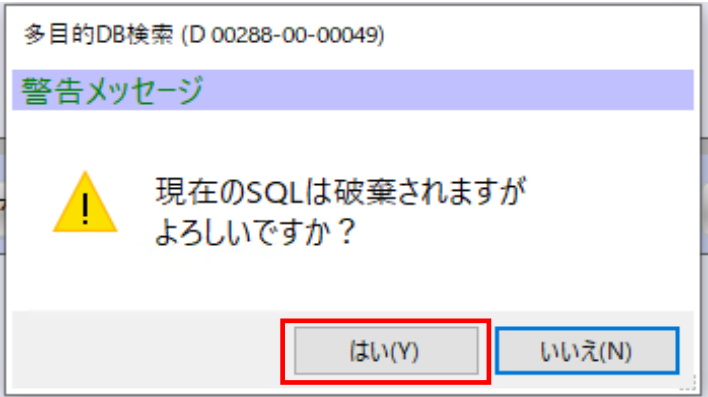 多目的DB検索 (D 00288-00-00049)
警告メッセージ
現在のSQLは破棄されますが
よろしいですか？
はい(Y)
いいえ(N)